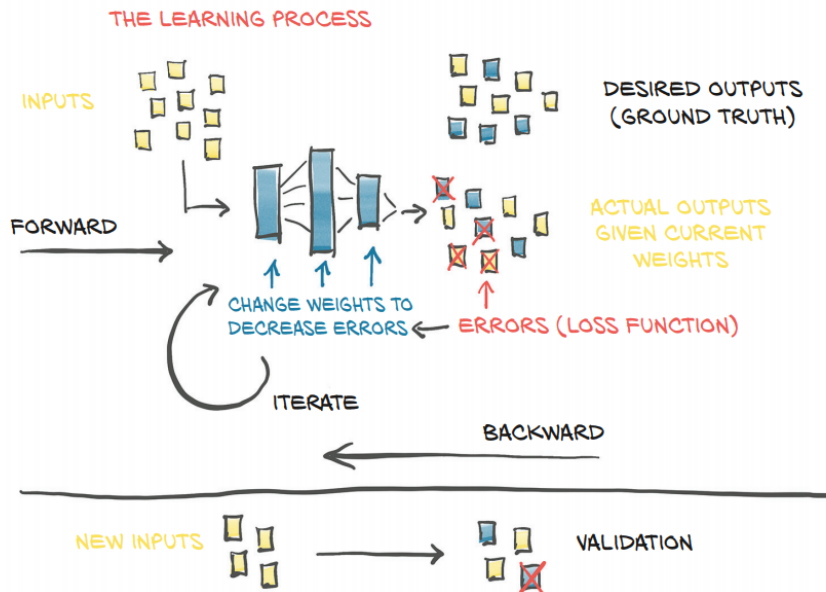 THE LEARNING PROCESS
INPUTS
DESIRED OUTPUTS
(GROUND TRUTH)
FORWARD
ACTUAL OUTPUTS
GIVEN CURRENT
WEIGHTS
CHANGE WEIGHTS TO
DECREASE ERRORS
ERRORS (LOSS FUNCTION)
ITERATE
BACKWARD
NEW INPUTS
VALIDATION